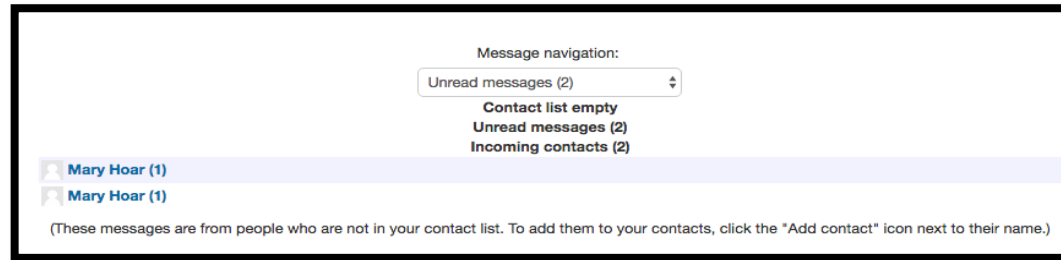 Message navigation:
Unread messages (2)
Contact list empty
Unread messages (2)
Incoming contacts (2)
Mary Hoar (1)
Mary Hoar (1)
(These messages are from people who are not in your contact list. To add them to your contacts, click the "Add contact" icon next to their name.)